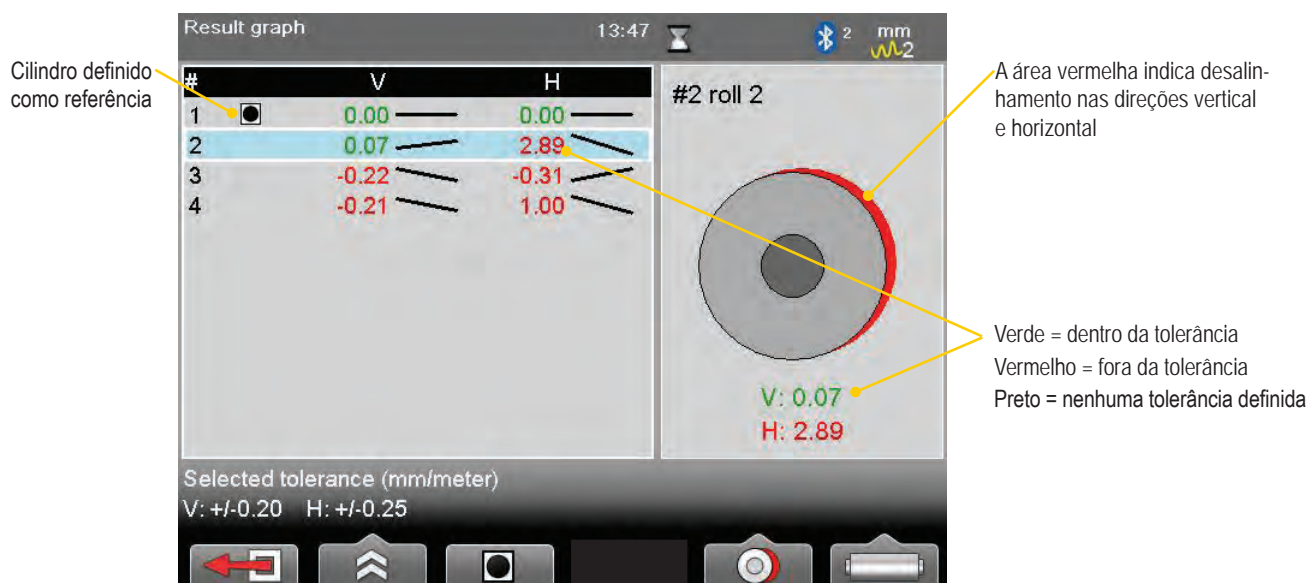 Result graph 13:47 2 mm
2
Cilindro definido
como referência
# V H
1 0.00 0.00
2 0.07 2.89
3 -0.22 -0.31
4 -0.21 1.00
#2 roll 2
V: 0.07
H: 2.89
A área vermelha indica desalin-
hamento nas direções vertical
e horizontal
Verde = dentro da tolerância
Vermelho = fora da tolerância
Preto = nenhuma tolerância definida
Selected tolerance (mm/meter)
V: +/-0.20 H: +/-0.25